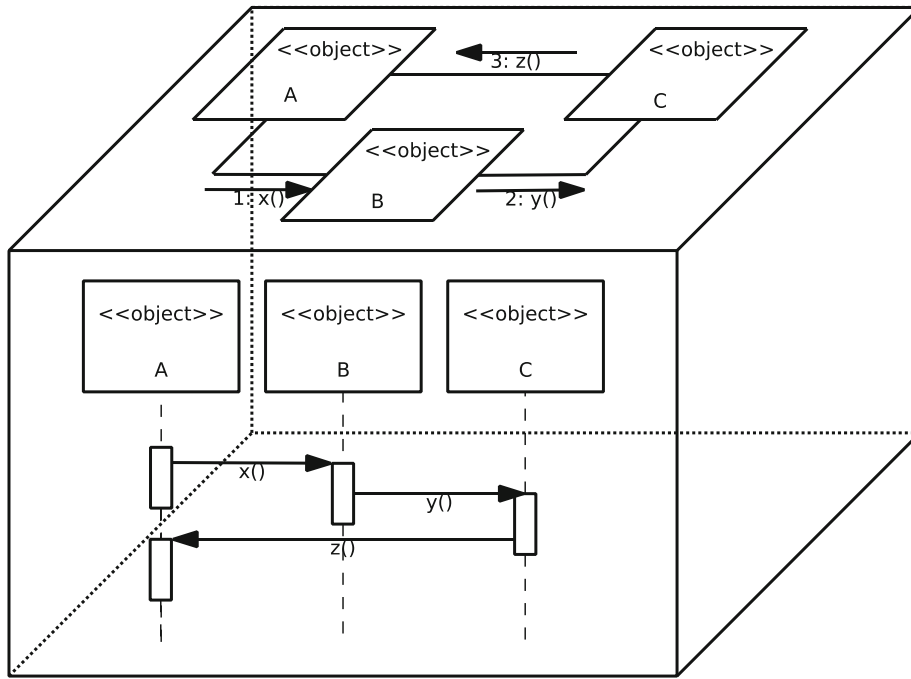 <<object>>
A
3: z()
<<object>>
C
<<object>>
B
1: x()
2: y()
<<object>>
A
<<object>>
B
<<object>>
C
x()
y()
z()